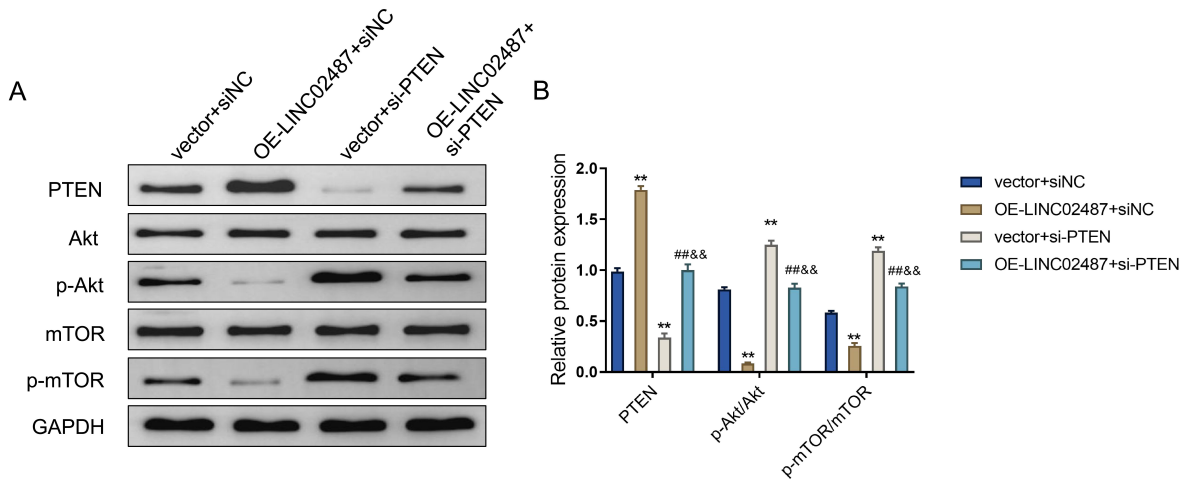 A
vector+siNC
OE-LINC02487+siNC
vector+si-PTEN
OE-LINC02487+
si-PTEN
PTEN
Akt
p-Akt
mTOR
p-mTOR
GAPDH
B
Relative protein expression
2.0
1.5
1.0
0.5
0.0
**
**
##&&
**
**
##&&
**
**
##&&
PTEN
p-Akt/Akt
p-mTOR/mTOR
vector+siNC
OE-LINC02487+siNC
vector+si-PTEN
OE-LINC02487+si-PTEN